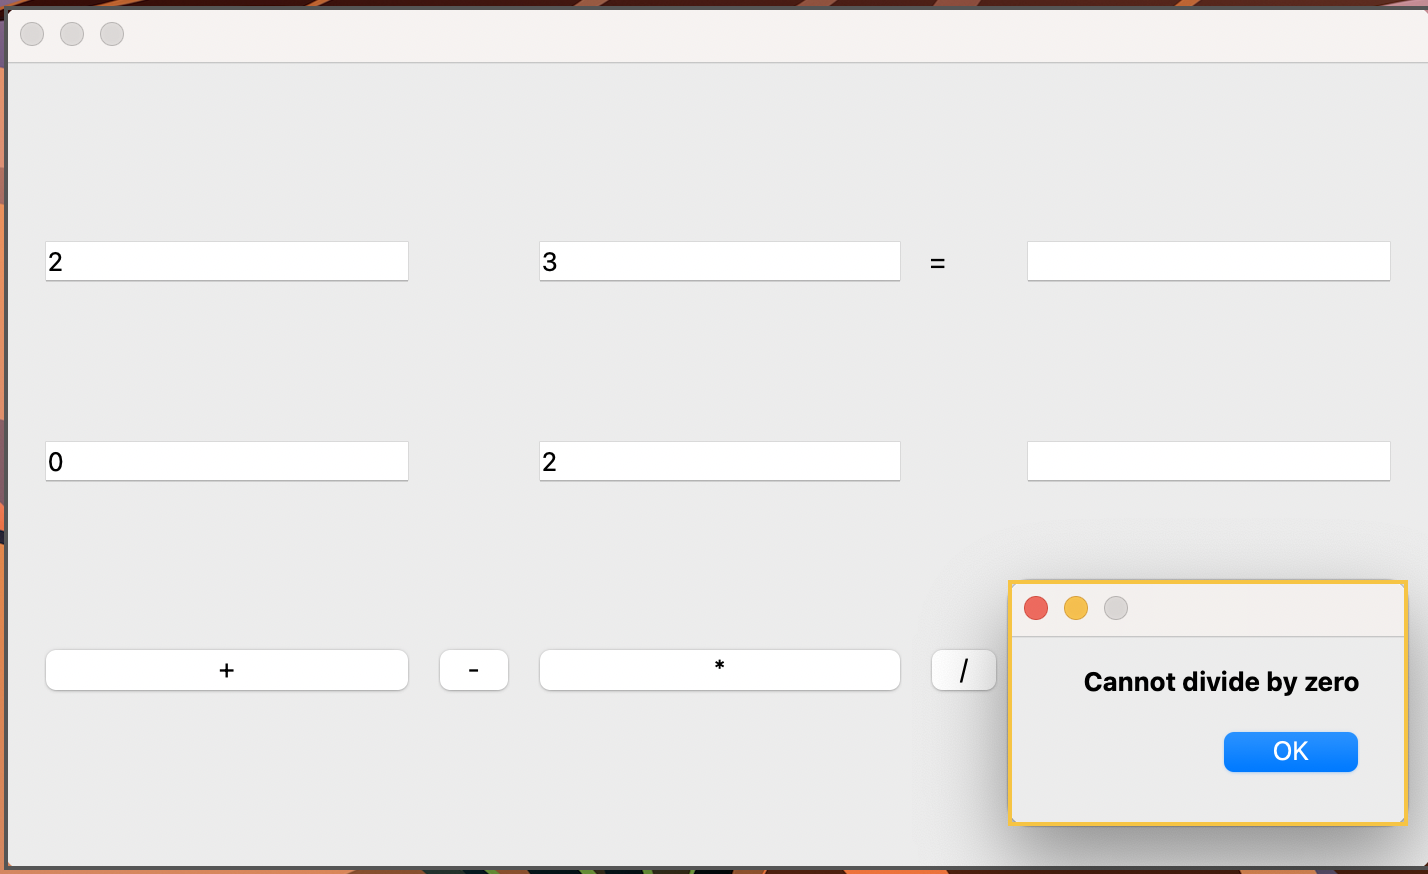 2 3 =
0 2
+ - * /
Cannot divide by zero
OK